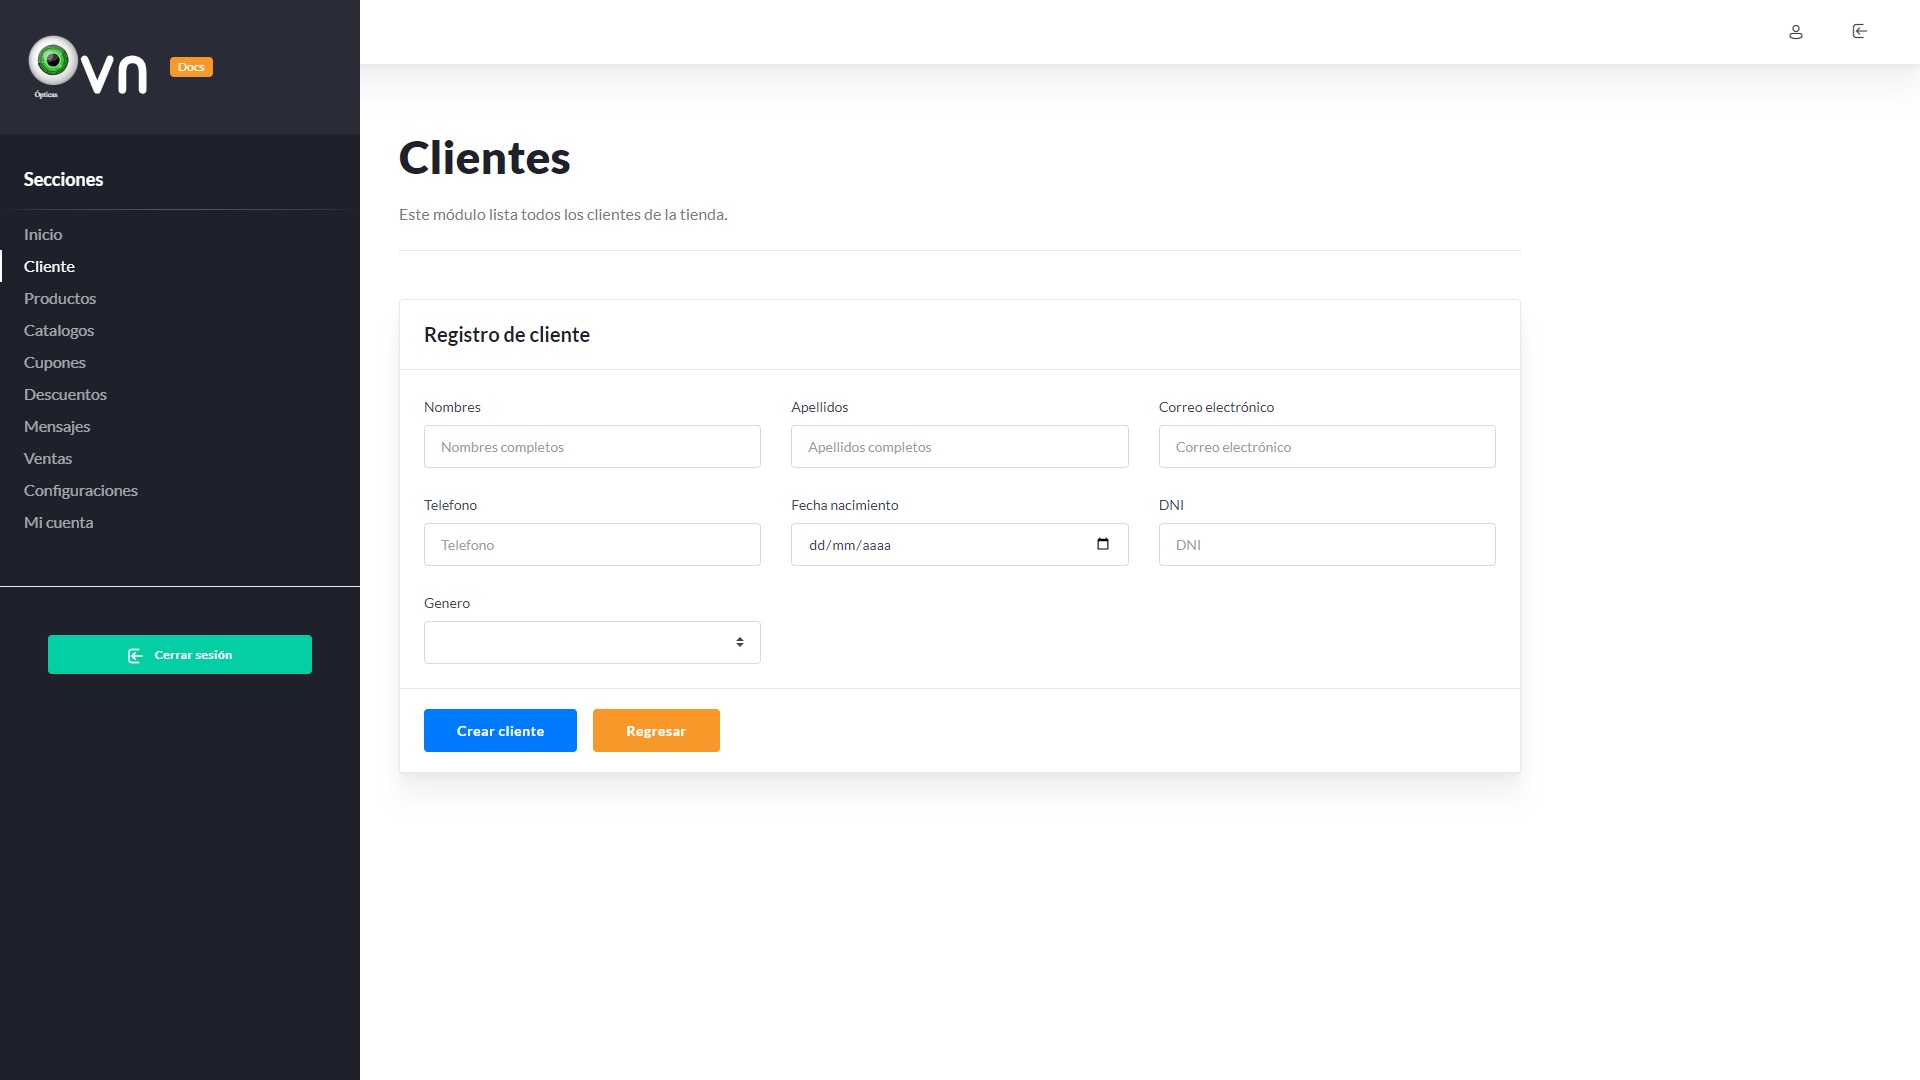 Ovn
Ópticas
Docs
Secciones
Inicio
Cliente
Productos
Catalogos
Cupones
Descuentos
Mensajes
Ventas
Configuraciones
Mi cuenta
Cerrar sesión
Clientes
Este módulo lista todos los clientes de la tienda.
Registro de cliente
Nombres
Nombres completos
Apellidos
Apellidos completos
Correo electrónico
Correo electrónico
Telefono
Telefono
Fecha nacimiento
dd/mm/aaaa
DNI
DNI
Genero
Crear cliente
Regresar